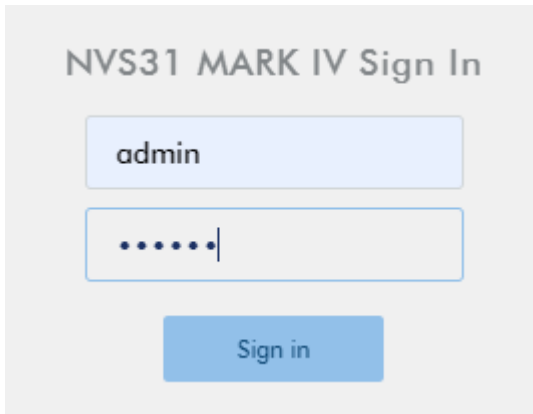 NVS31 MARK IV Sign In
admin
••••••
Sign in